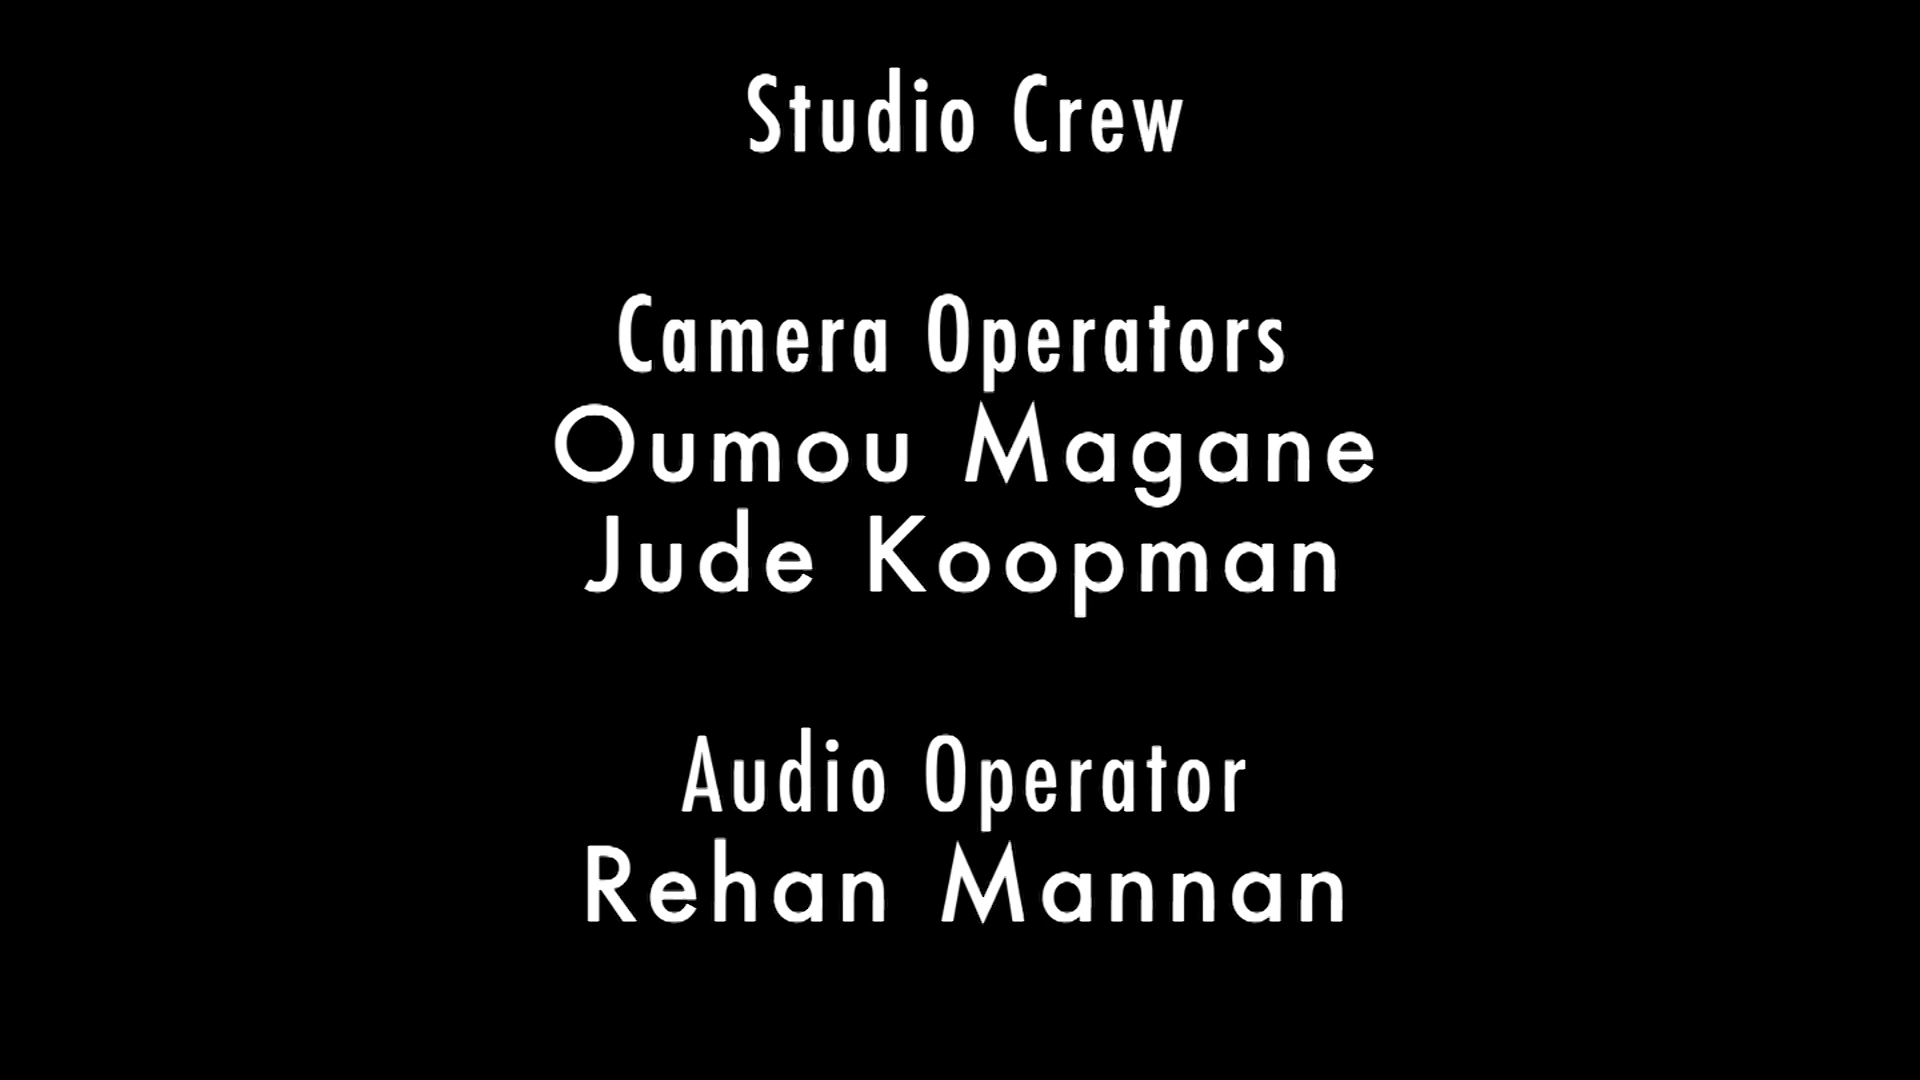 Studio Crew
Camera Operators
Oumou Magane
Jude Koopman
Audio Operator
Rehan Mannan